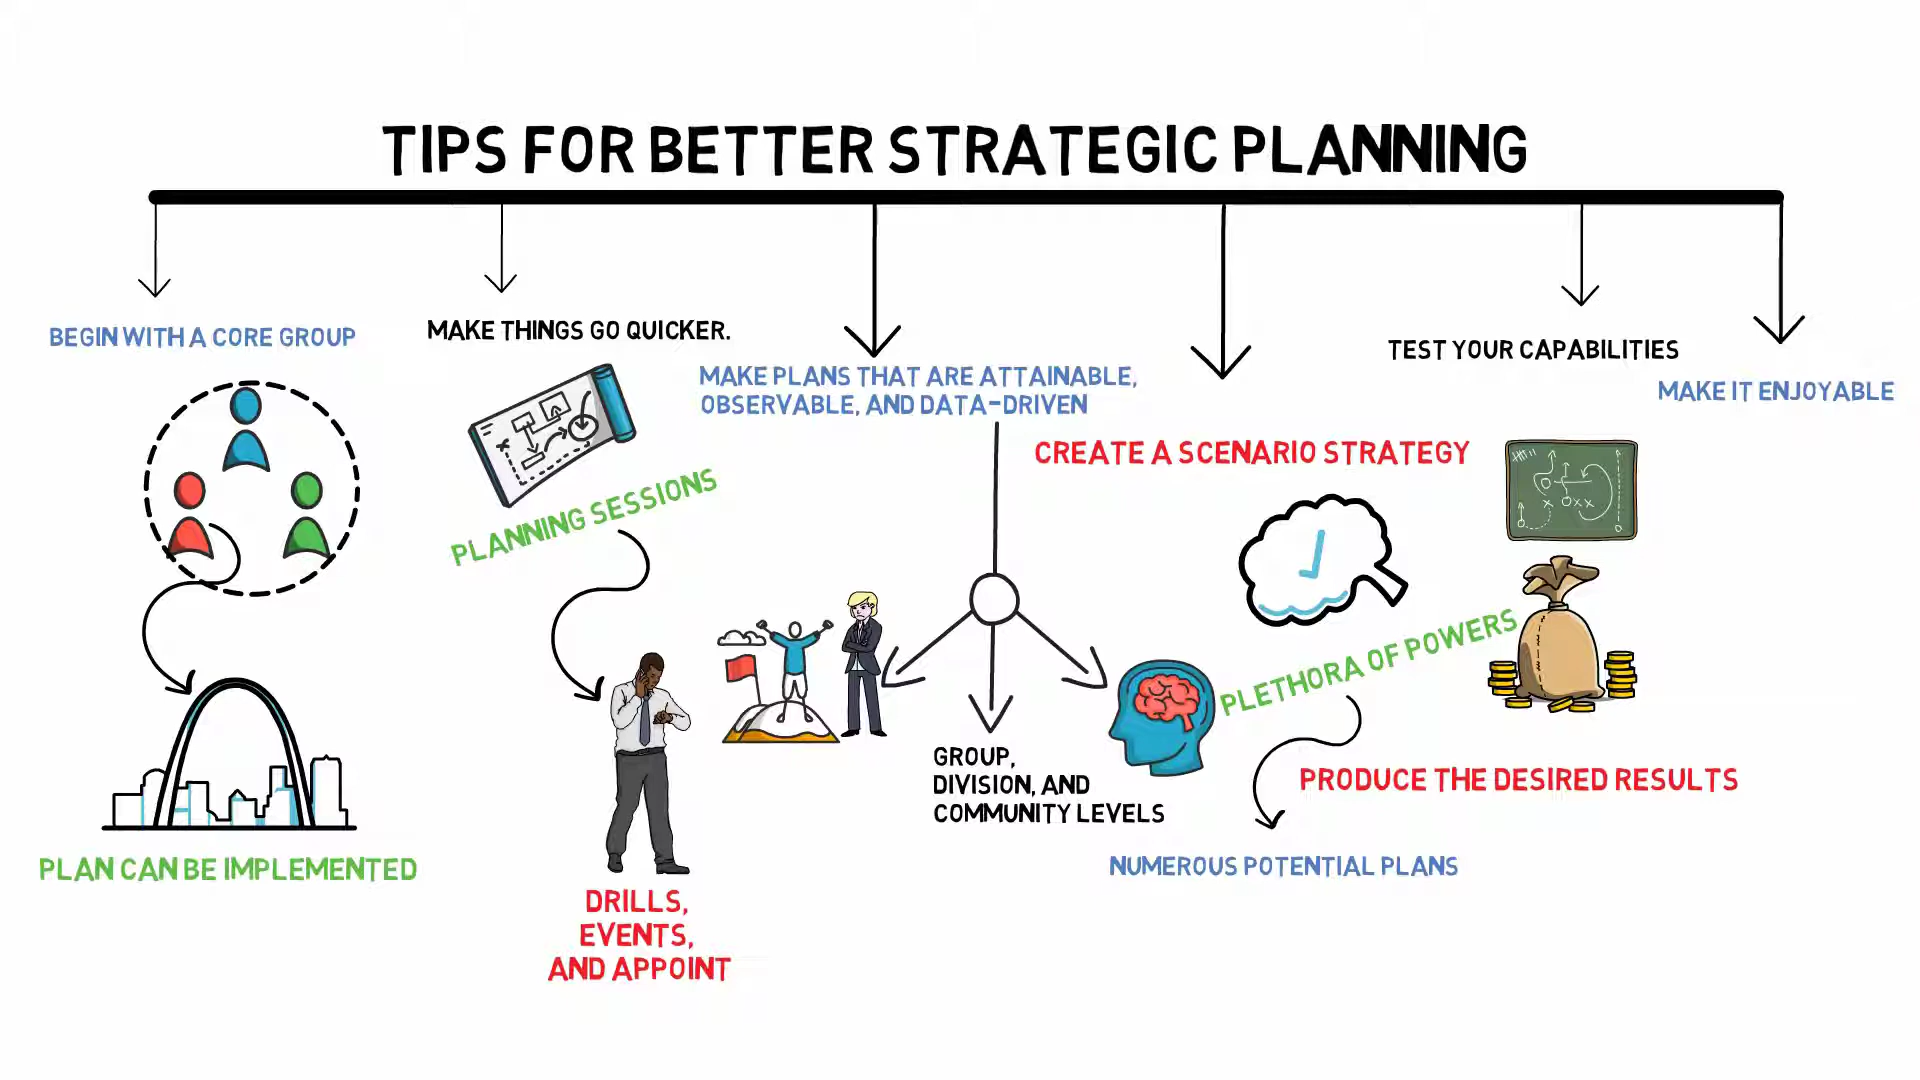 TIPS FOR BETTER STRATEGIC PLANNING
BEGIN WITH A CORE GROUP
PLAN CAN BE IMPLEMENTED
MAKE THINGS GO QUICKER.
PLANNING SESSIONS
DRILLS,
EVENTS,
AND APPOINT
MAKE PLANS THAT ARE ATTAINABLE,
OBSERVABLE, AND DATA-DRIVEN
GROUP,
DIVISION, AND
COMMUNITY LEVELS
CREATE A SCENARIO STRATEGY
PLETHORA OF POWERS
NUMEROUS POTENTIAL PLANS
TEST YOUR CAPABILITIES
PRODUCE THE DESIRED RESULTS
MAKE IT ENJOYABLE